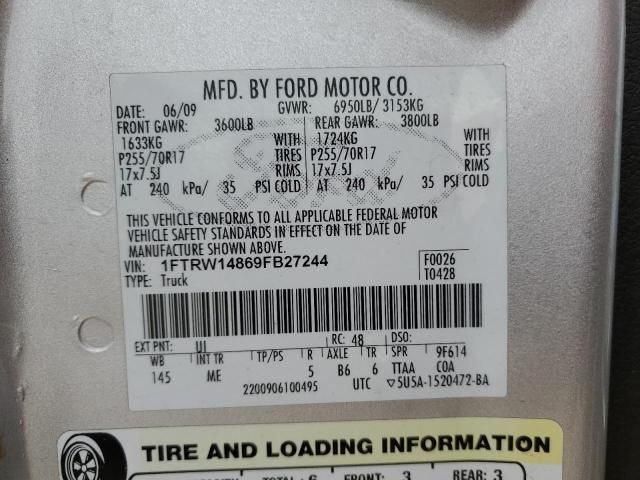 MFD. BY FORD MOTOR CO.
DATE: 06/09 GVWR: 6950LB/ 3153KG
FRONT GAWR: 3600LB REAR GAWR: 3800LB
1633KG WITH 1724KG WITH
P255/70R17 TIRES P255/70R17 TIRES
17x7.5J RIMS 17x7.5J RIMS
AT 240 kPa/ 35 PSI COLD AT 240 kPa/ 35 PSI COLD
THIS VEHICLE CONFORMS TO ALL APPLICABLE FEDERAL MOTOR
VEHICLE SAFETY STANDARDS IN EFFECT ON THE DATE OF
MANUFACTURE SHOWN ABOVE.
VIN: 1FTRW14869FB27244 F0026
TYPE: Truck T0428
EXT PNT: UI RC: 48 DSO:
WB INT TR TP/PS R AXLE TR SPR 9F614
145 ME 5 B6 6 TTAA COA
2200906100495 UTC ▽5U5A-1520472-BA
TIRE AND LOADING INFORMATION
TOTAL: 6 FRONT: 3 REAR: 3